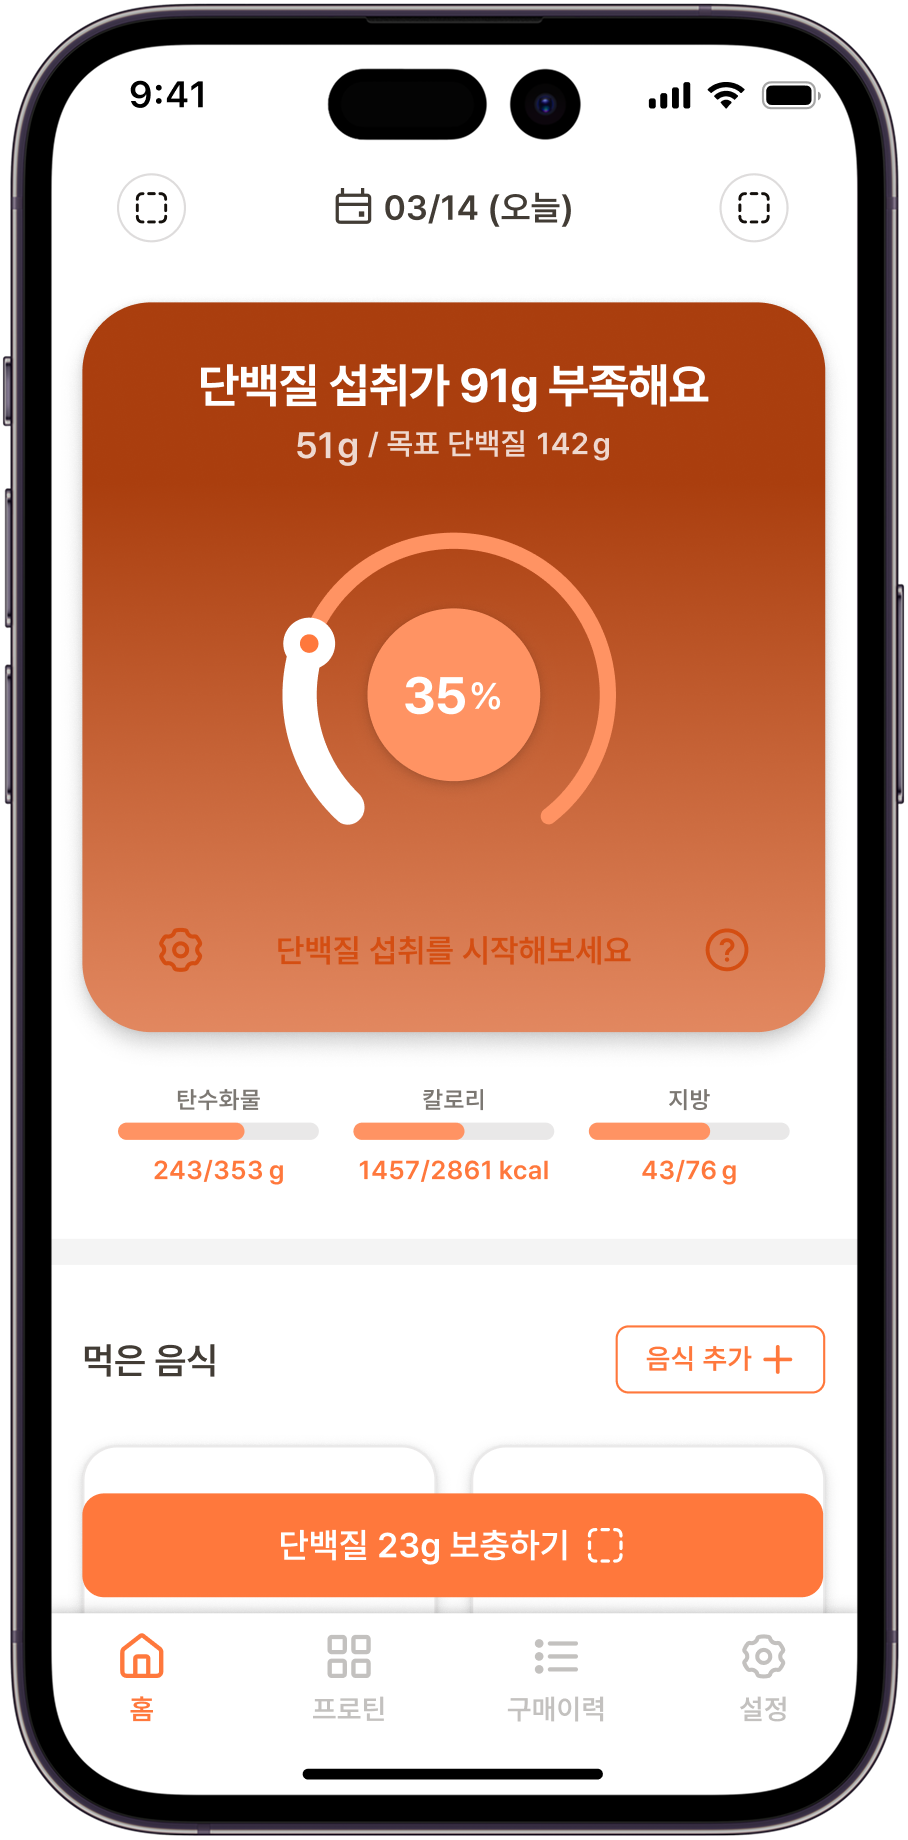 9:41
03/14 (오늘)
단백질 섭취가 91g 부족해요
51g / 목표 단백질 142g
35%
단백질 섭취를 시작해보세요
탄수화물 칼로리 지방
243/353 g 1457/2861 kcal 43/76 g
먹은 음식 음식 추가
단백질 23g 보충하기
홈 프로틴 구매이력 설정